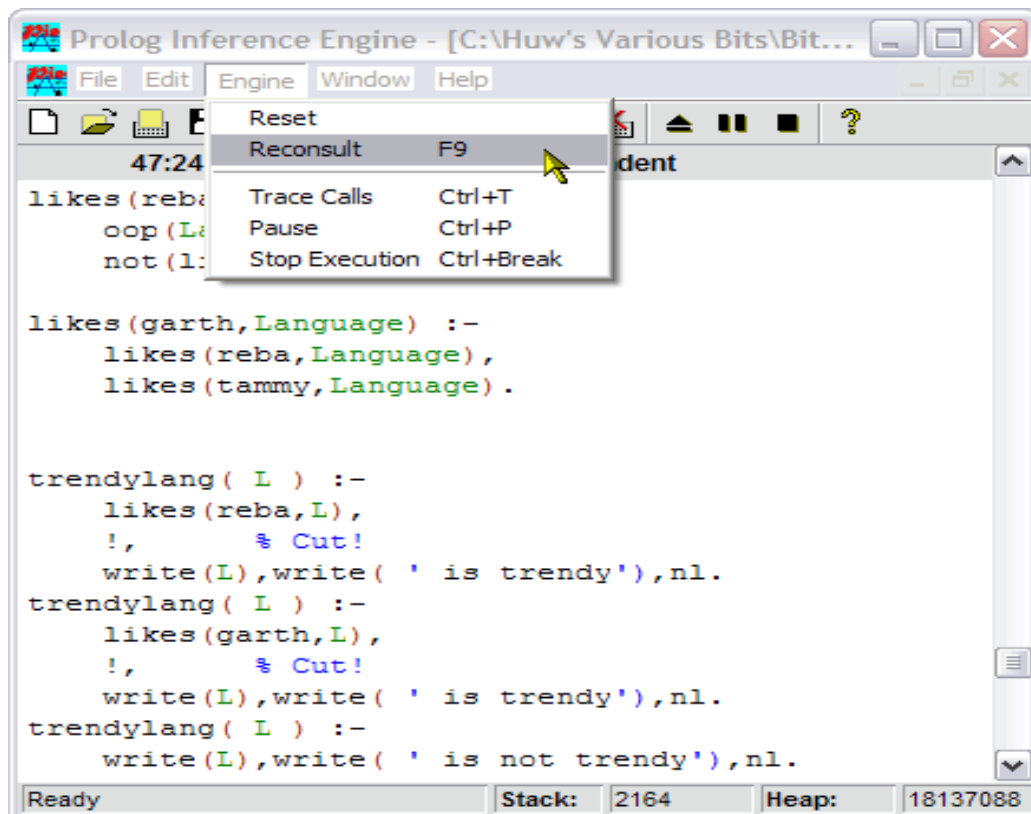 Pie Prolog Inference Engine - [C:\Huw's Various Bits\Bit...
Pie File Edit Engine Window Help
Reset
Reconsult F9
Trace Calls Ctrl+T
Pause Ctrl+P
Stop Execution Ctrl+Break
47:24 dent
likes(reba
oop(La
not(li
likes(garth,Language) :-
likes(reba,Language),
likes(tammy,Language).
trendylang( L ) :-
likes(reba,L),
!, % Cut!
write(L),write( ' is trendy'),nl.
trendylang( L ) :-
likes(garth,L),
!, % Cut!
write(L),write( ' is trendy'),nl.
trendylang( L ) :-
write(L),write( ' is not trendy'),nl.
Ready Stack: 2164 Heap: 18137088